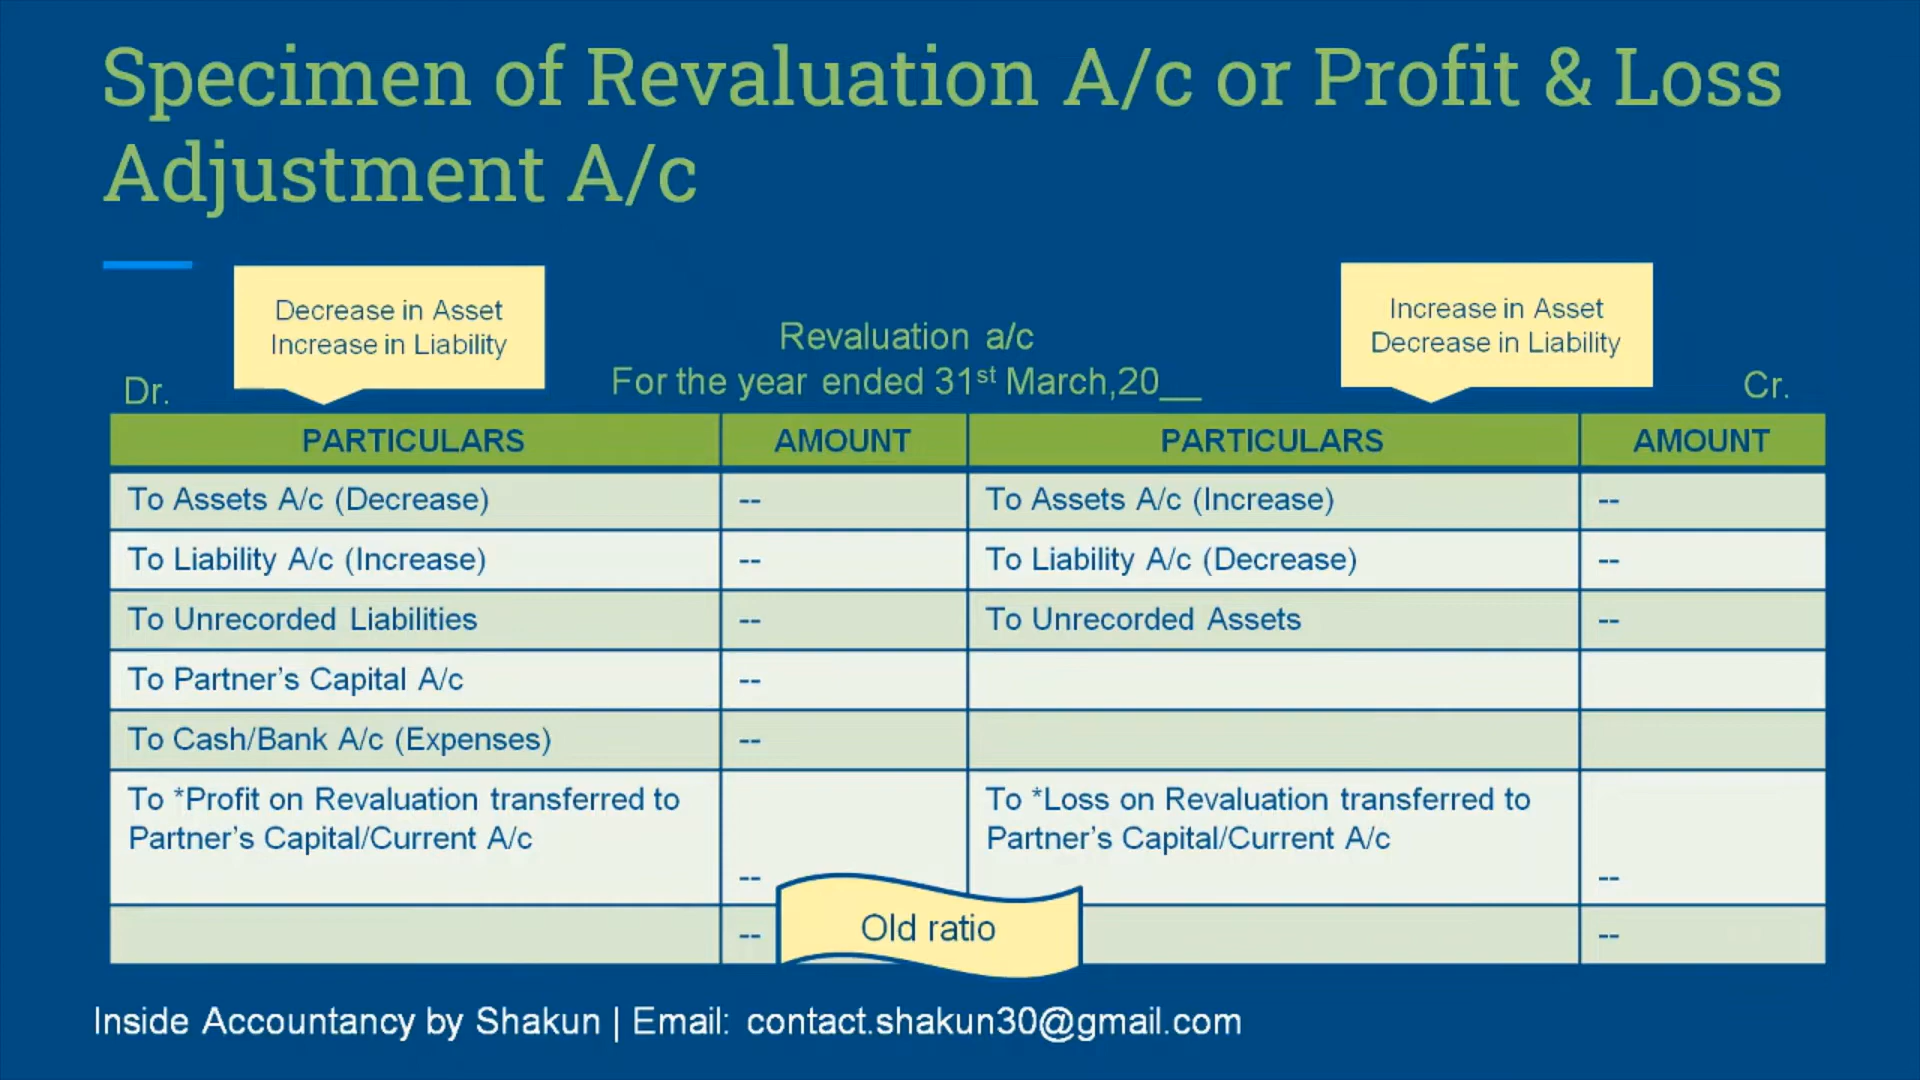 Specimen of Revaluation A/c or Profit & Loss
Adjustment A/c
Decrease in Asset
Increase in Liability
Increase in Asset
Decrease in Liability
Revaluation a/c
For the year ended 31st March,20__
Dr.
Cr.
PARTICULARS AMOUNT PARTICULARS AMOUNT
To Assets A/c (Decrease) -- To Assets A/c (Increase) --
To Liability A/c (Increase) -- To Liability A/c (Decrease) --
To Unrecorded Liabilities -- To Unrecorded Assets --
To Partner’s Capital A/c --
To Cash/Bank A/c (Expenses) --
To *Profit on Revaluation transferred to To *Loss on Revaluation transferred to
Partner’s Capital/Current A/c Partner’s Capital/Current A/c
-- --
-- --
Old ratio
Inside Accountancy by Shakun | Email: contact.shakun30@gmail.com